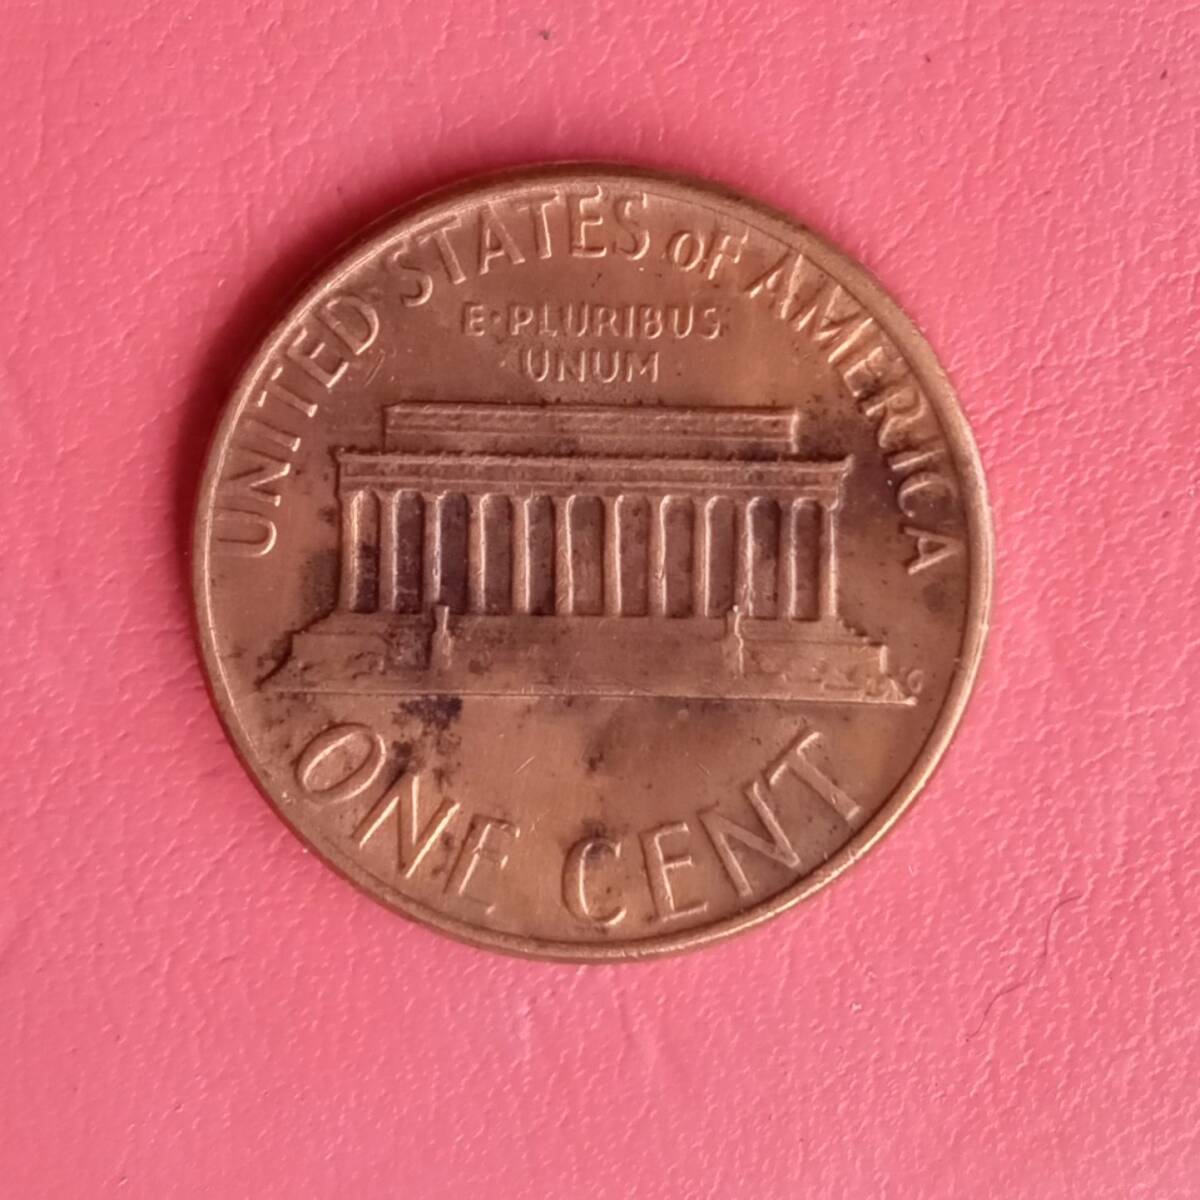 UNITED STATES OF AMERICA
E·PLURIBUS
UNUM
ONE CENT